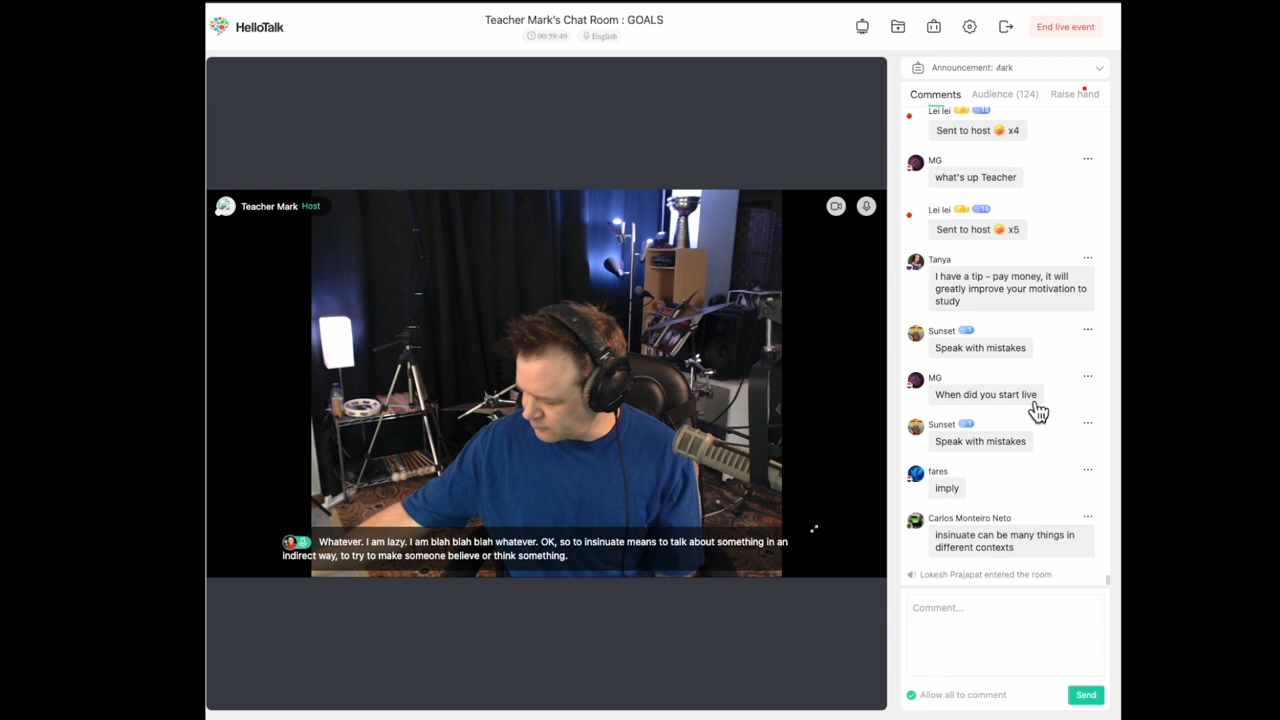 HelloTalk
Teacher Mark's Chat Room : GOALS
00:59:49 English
End live event
Announcement: Mark
Comments Audience (124) Raise hand
Teacher Mark Host
Lei lei 15
Sent to host x4
MG
what's up Teacher
Lei lei 15
Sent to host x5
Tanya
I have a tip - pay money, it will
greatly improve your motivation to
study
Sunset 1
Speak with mistakes
MG
When did you start live
Sunset 1
Speak with mistakes
fares
imply
Carlos Monteiro Neto
insinuate can be many things in
different contexts
Lokesh Prajapat entered the room
Whatever. I am lazy. I am blah blah blah whatever. OK, so to insinuate means to talk about something in an
indirect way, to try to make someone believe or think something.
Comment...
Allow all to comment
Send